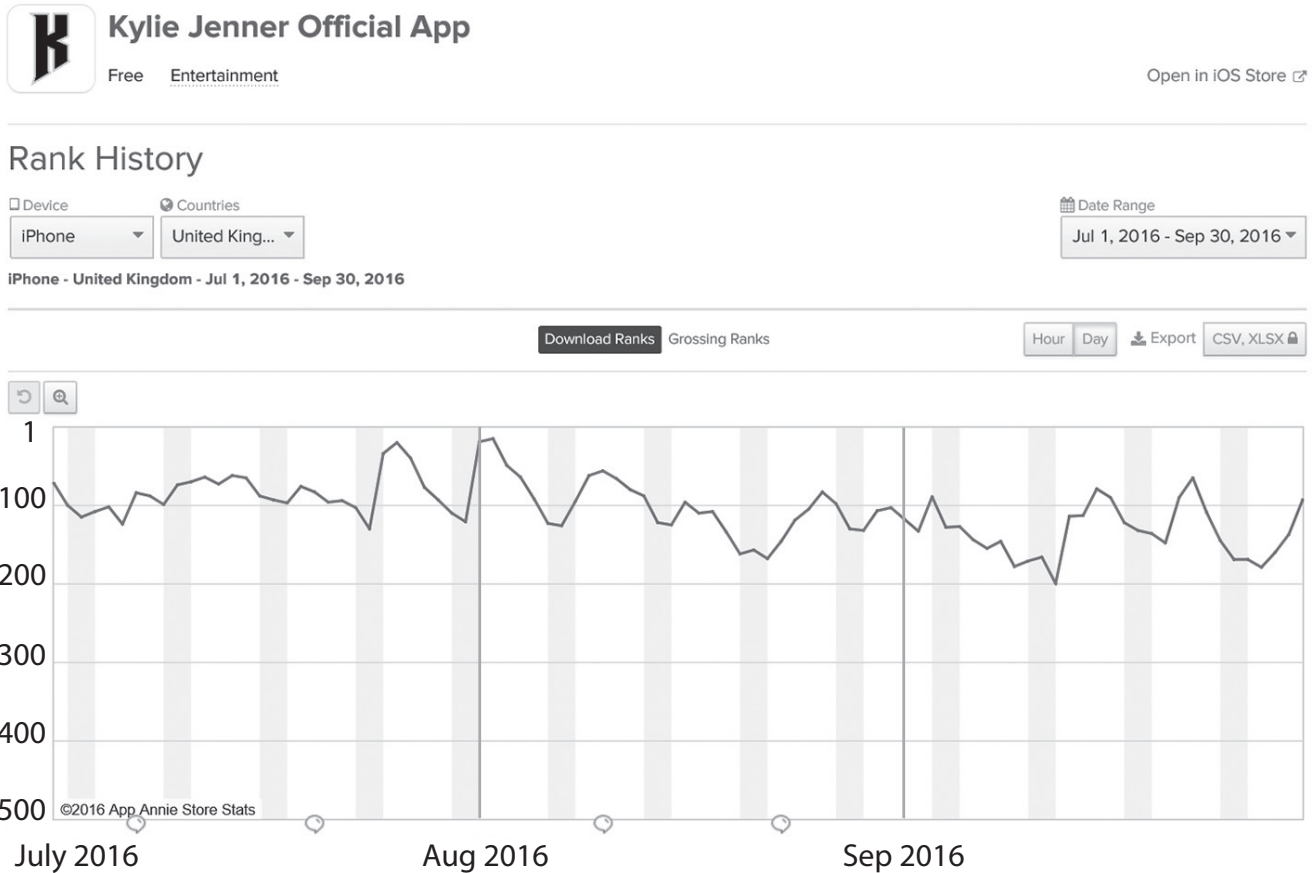 K
Kylie Jenner Official App
Free Entertainment
Open in iOS Store
Rank History
Device
Countries
Date Range
iPhone
United King...
Jul 1, 2016 - Sep 30, 2016
iPhone - United Kingdom - Jul 1, 2016 - Sep 30, 2016
Download Ranks Grossing Ranks
Hour Day Export CSV, XLSX
1
100
200
300
400
500
©2016 App Annie Store Stats
July 2016 Aug 2016 Sep 2016